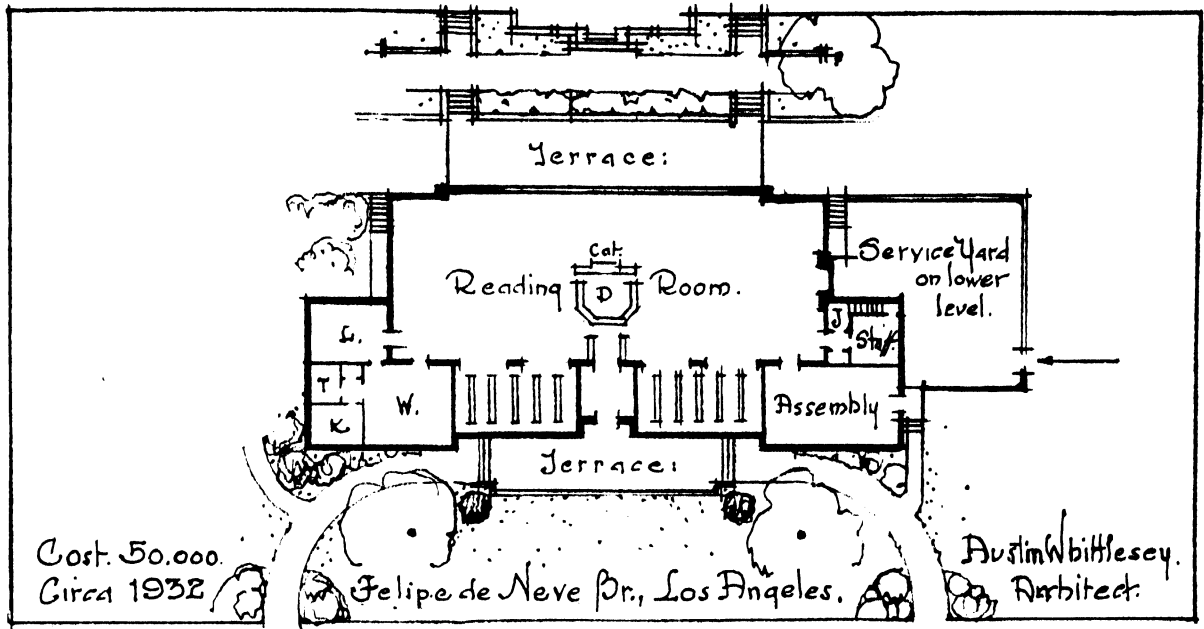 Terrace:
Cat.
Reading D Room.
Service Yard
on lower
level.
J
Staff.
L.
T
W.
K.
Assembly
Terrace:
Cost. 50.000.
Circa 1932
Felipe de Neve Br., Los Angeles.
Austin Whittlesey.
Architect.